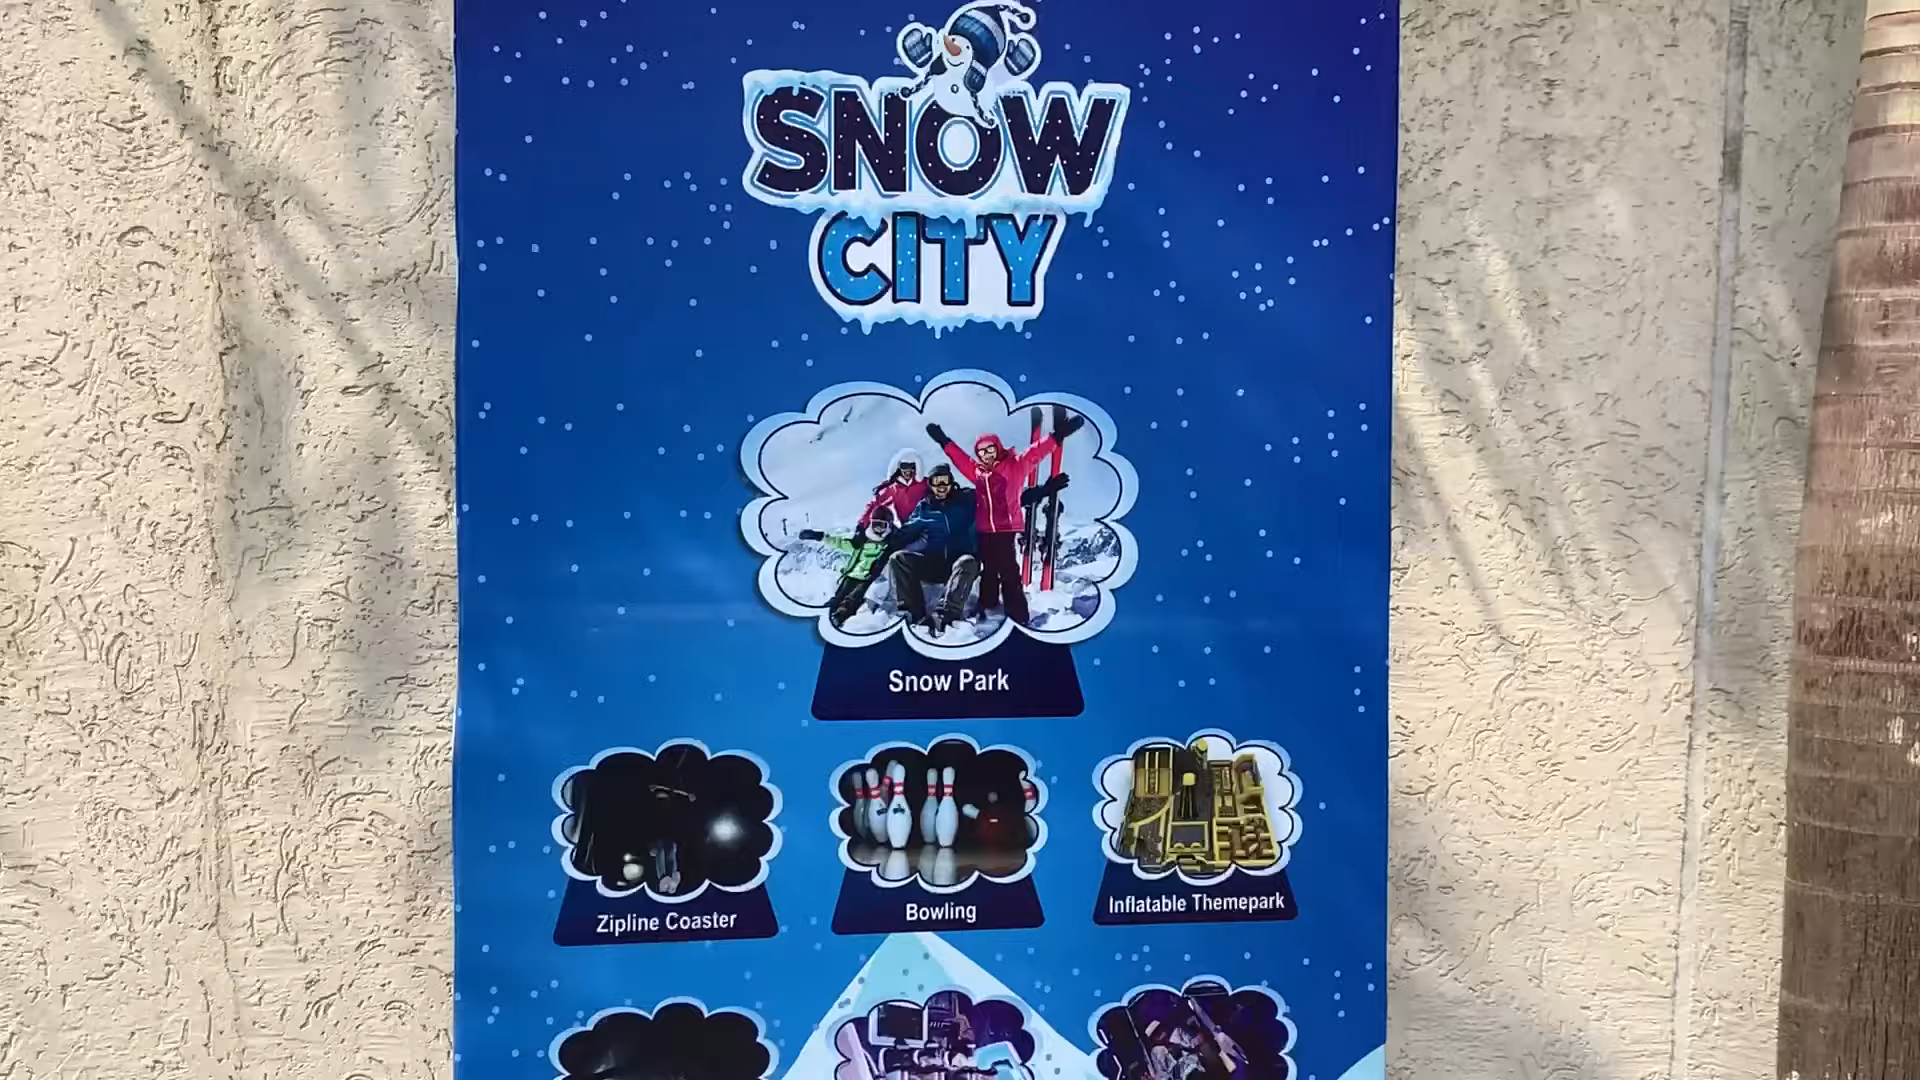 SNOW
CITY
Snow Park
Zipline Coaster
Bowling
Inflatable Themepark